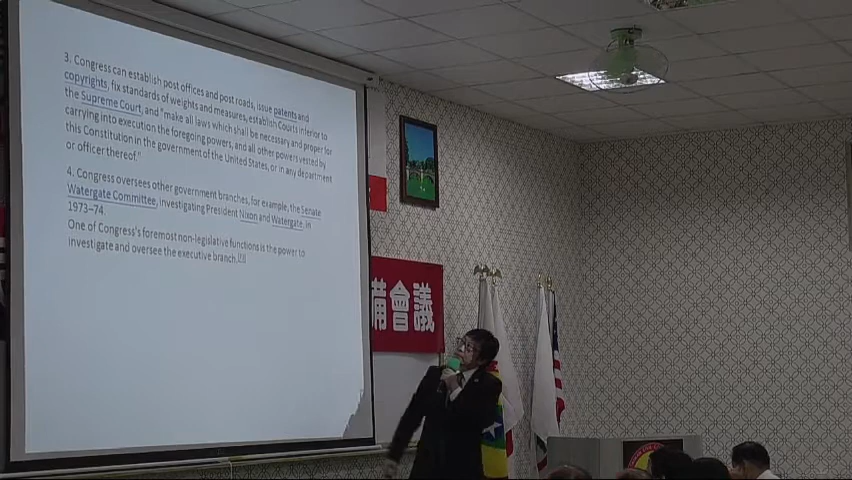 3. Congress can establish post offices and post roads, issue patents and
copyrights, fix standards of weights and measures, establish Courts inferior to
the Supreme Court, and "make all laws which shall be necessary and proper for
carrying into execution the foregoing powers, and all other powers vested by
this Constitution in the government of the United States, or in any department
or officer thereof."
4. Congress oversees other government branches, for example, the Senate
Watergate Committee, investigating President Nixon and Watergate, in
1973–74.
One of Congress's foremost non-legislative functions is the power to
investigate and oversee the executive branch.
備會議